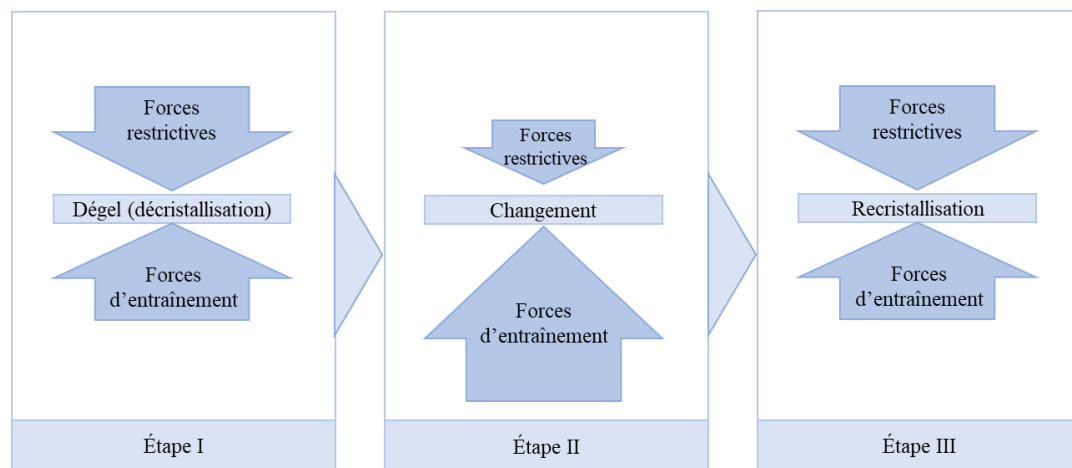 Forces
restrictives
Dégel (décristallisation)
Forces
d’entraînement
Étape I
Forces
restrictives
Changement
Forces
d’entraînement
Étape II
Forces
restrictives
Recristallisation
Forces
d’entraînement
Étape III